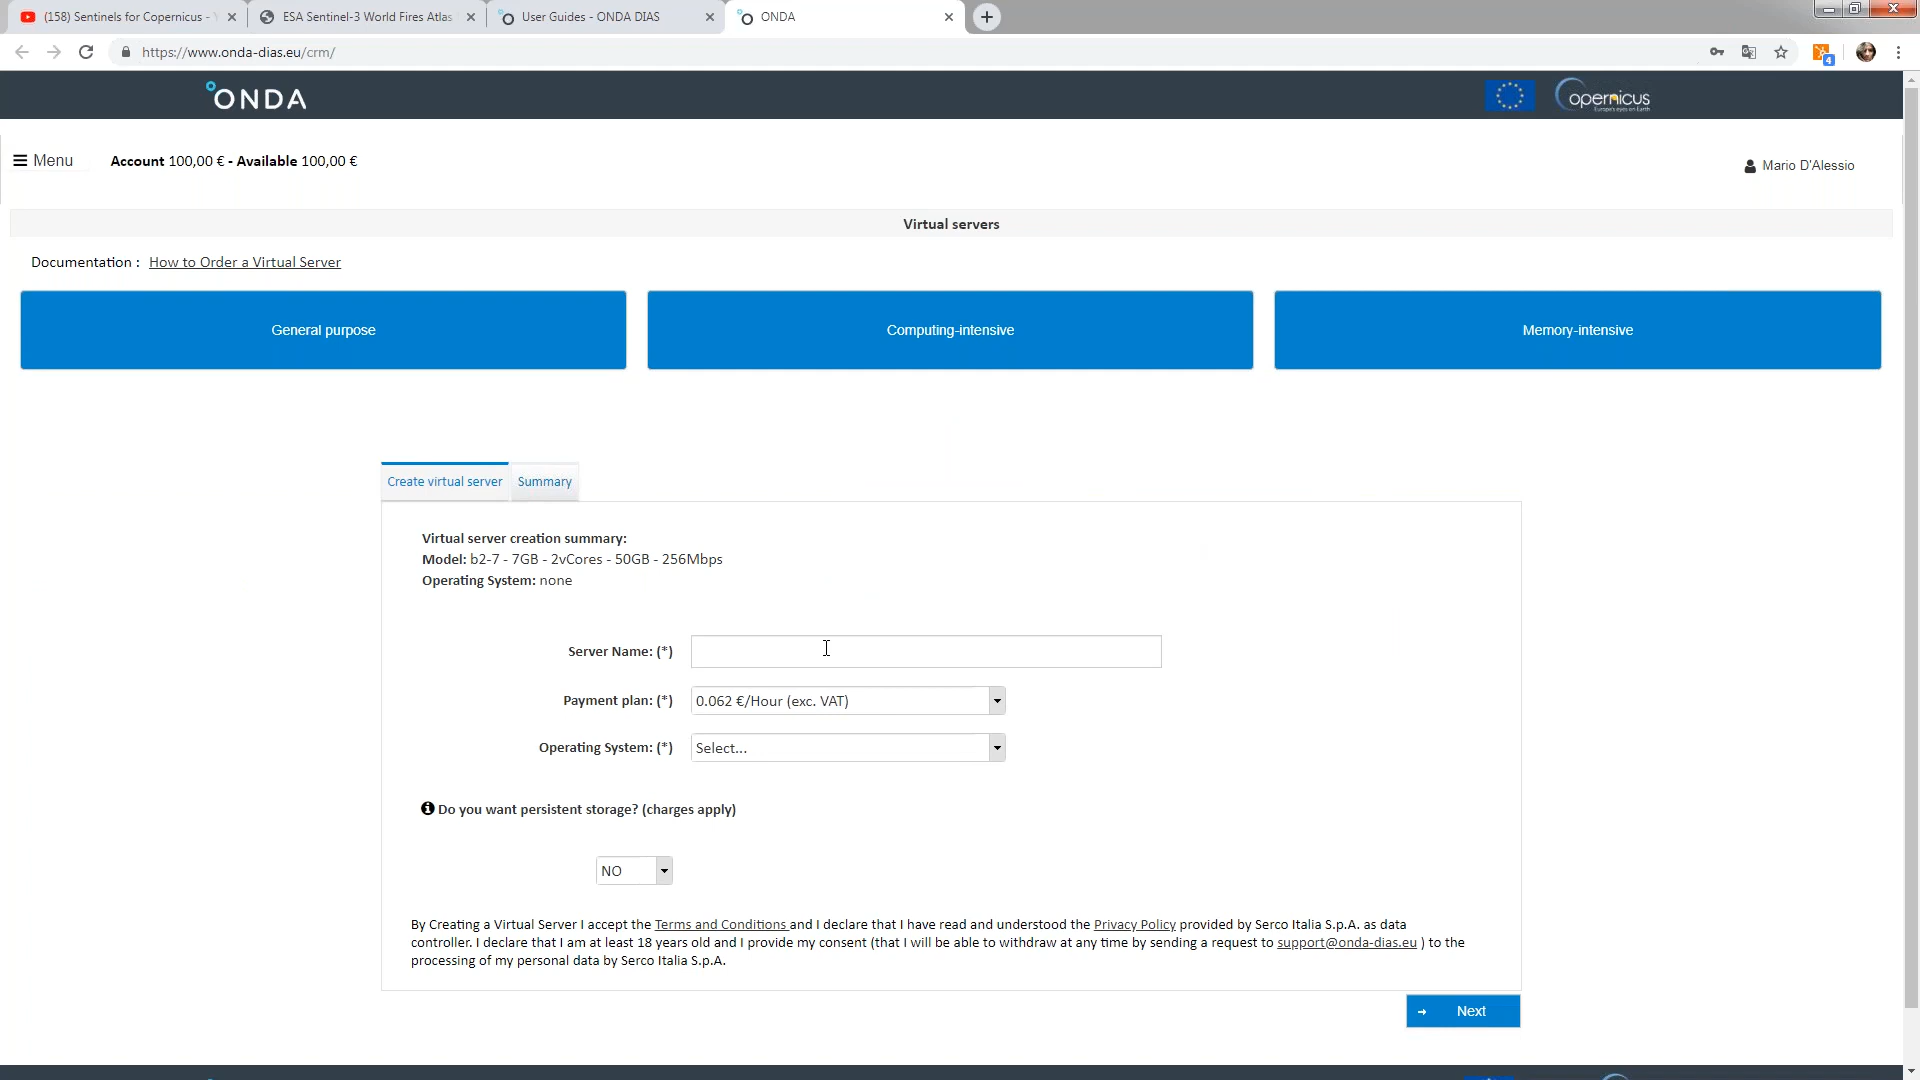 (158) Sentinels for Copernicus -
ESA Sentinel-3 World Fires Atlas
User Guides - ONDA DIAS
ONDA
https://www.onda-dias.eu/crm/
4
ONDA
opernicus
Europe's eyes on Earth
Menu
Account 100,00 € - Available 100,00 €
Mario D'Alessio
Virtual servers
Documentation : How to Order a Virtual Server
General purpose
Computing-intensive
Memory-intensive
Create virtual server
Summary
Virtual server creation summary:
Model: b2-7 - 7GB - 2vCores - 50GB - 256Mbps
Operating System: none
Server Name: (*)
Payment plan: (*) 0.062 €/Hour (exc. VAT)
Operating System: (*) Select...
Do you want persistent storage? (charges apply)
NO
By Creating a Virtual Server I accept the Terms and Conditions and I declare that I have read and understood the Privacy Policy provided by Serco Italia S.p.A. as data
controller. I declare that I am at least 18 years old and I provide my consent (that I will be able to withdraw at any time by sending a request to support@onda-dias.eu ) to the
processing of my personal data by Serco Italia S.p.A.
Next